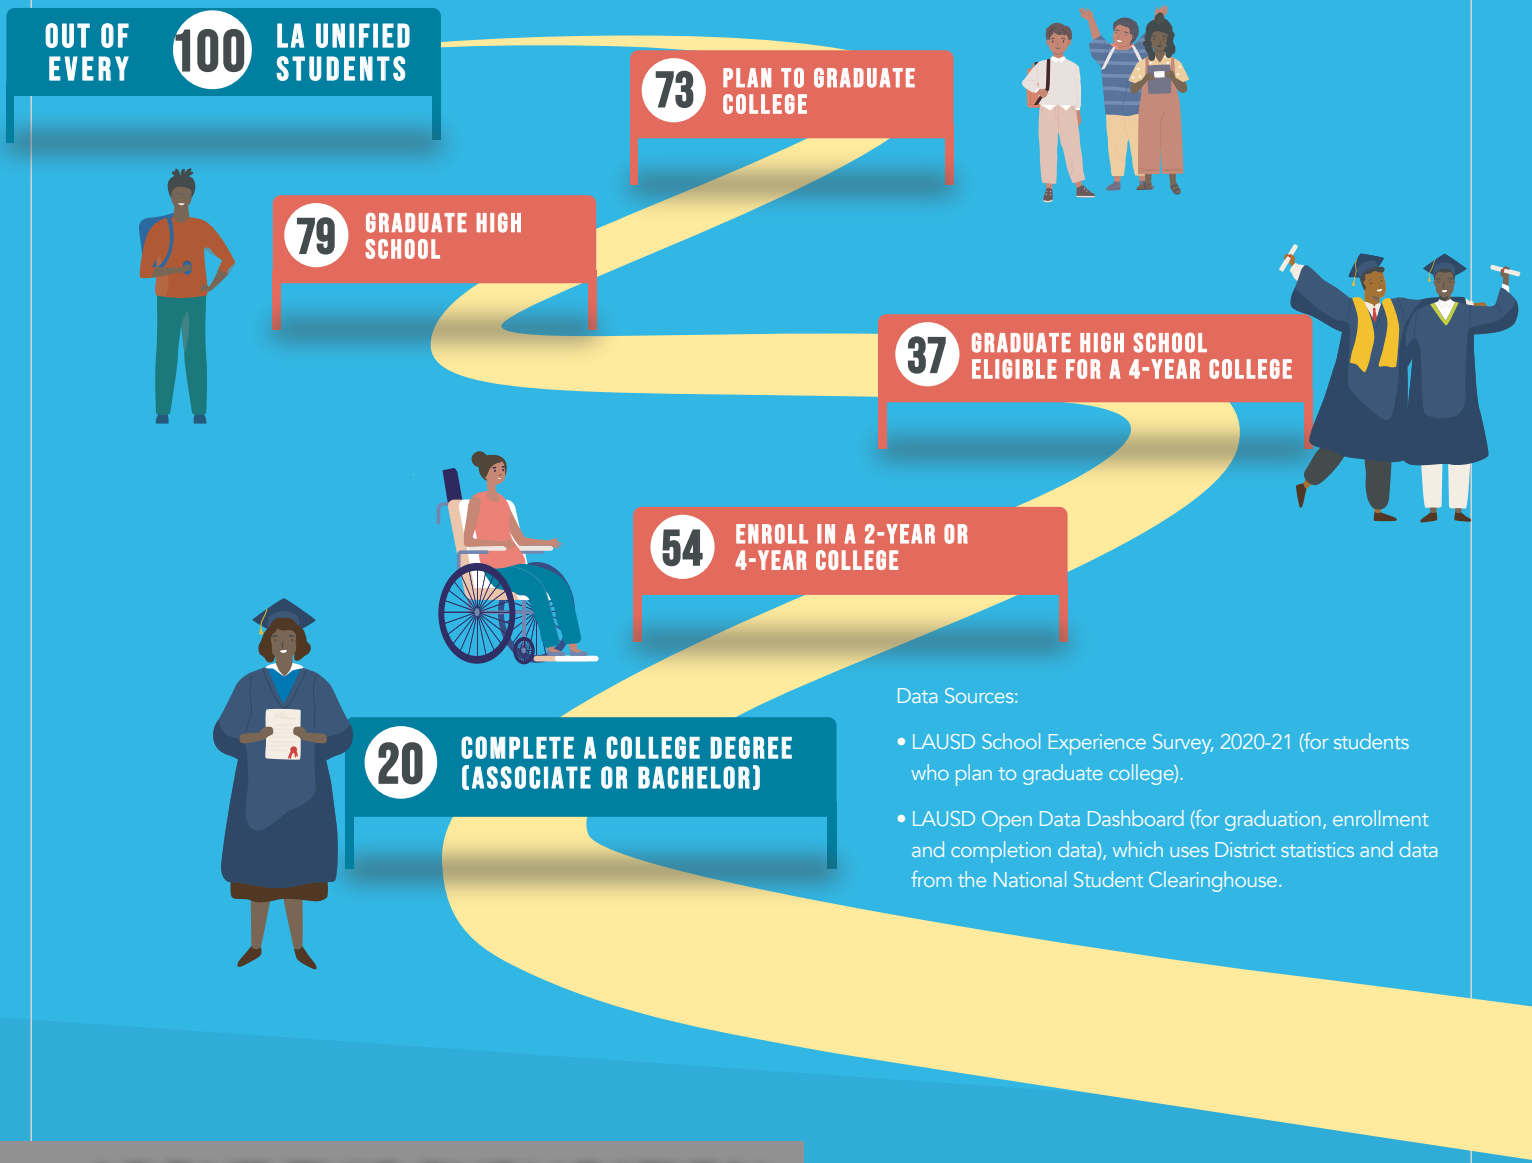 OUT OF
EVERY
100
LA UNIFIED
STUDENTS
73
PLAN TO GRADUATE
COLLEGE
79
GRADUATE HIGH
SCHOOL
37
GRADUATE HIGH SCHOOL
ELIGIBLE FOR A 4-YEAR COLLEGE
54
ENROLL IN A 2-YEAR OR
4-YEAR COLLEGE
20
COMPLETE A COLLEGE DEGREE
(ASSOCIATE OR BACHELOR)
Data Sources:
• LAUSD School Experience Survey, 2020-21 (for students
who plan to graduate college).
• LAUSD Open Data Dashboard (for graduation, enrollment
and completion data), which uses District statistics and data
from the National Student Clearinghouse.